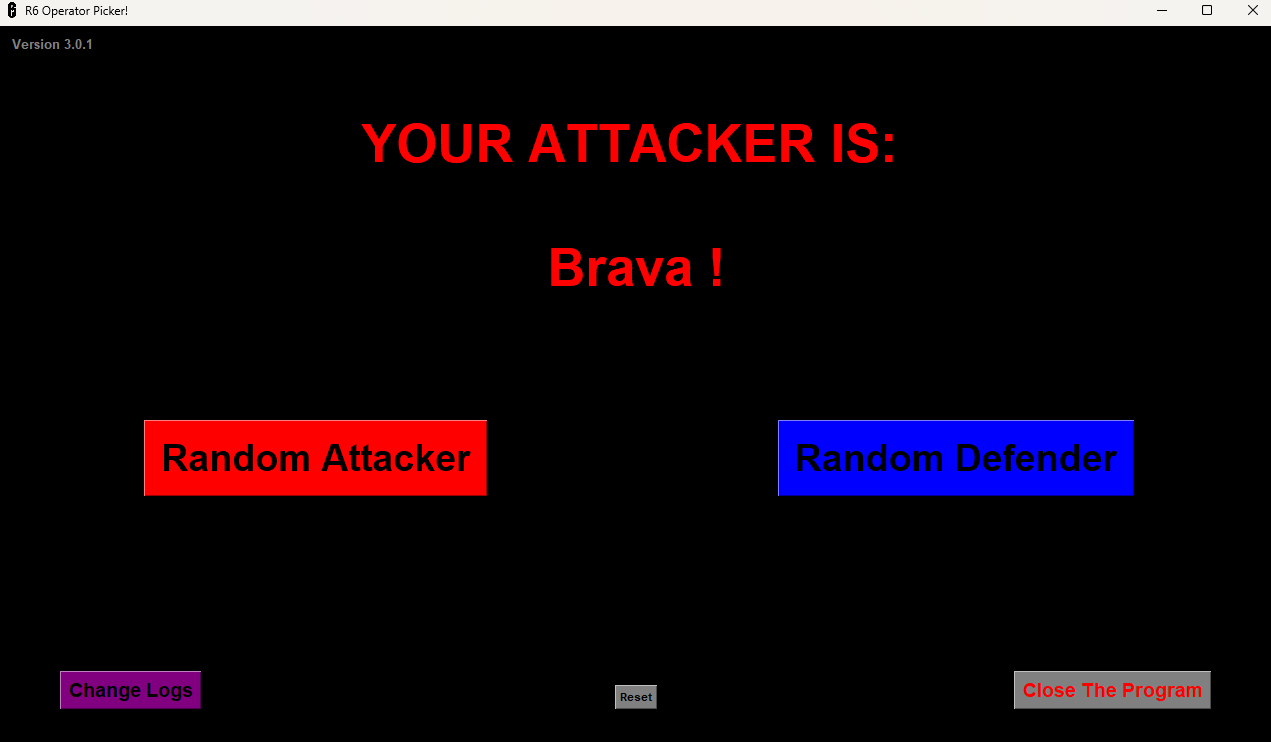 R6 Operator Picker!
Version 3.0.1
YOUR ATTACKER IS:
Brava !
Random Attacker
Random Defender
Change Logs
Reset
Close The Program